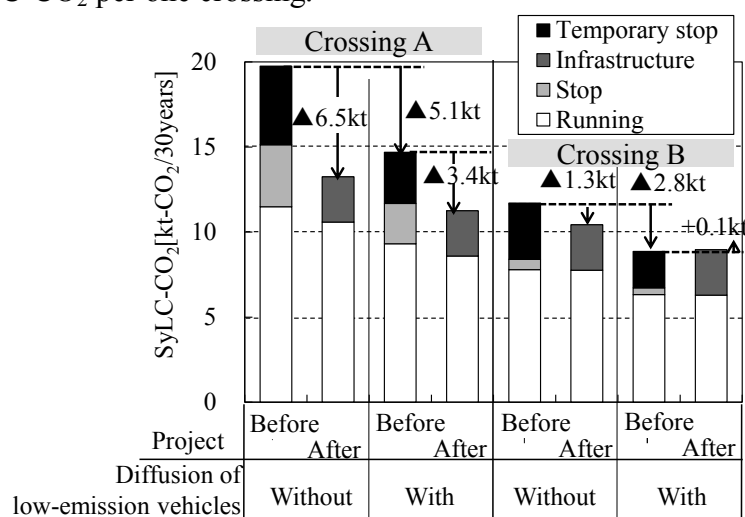 C-CO₂ per one crossing.
Temporary stop
Infrastructure
Stop
Running
Crossing A
Crossing B
SyLC-CO₂[kt-CO₂/30years]
20
15
10
5
0
▲6.5kt
▲5.1kt
▲3.4kt
▲1.3kt
▲2.8kt
+0.1kt
Project
Before After Before After Before After Before After
Diffusion of
low-emission vehicles
Without With Without With